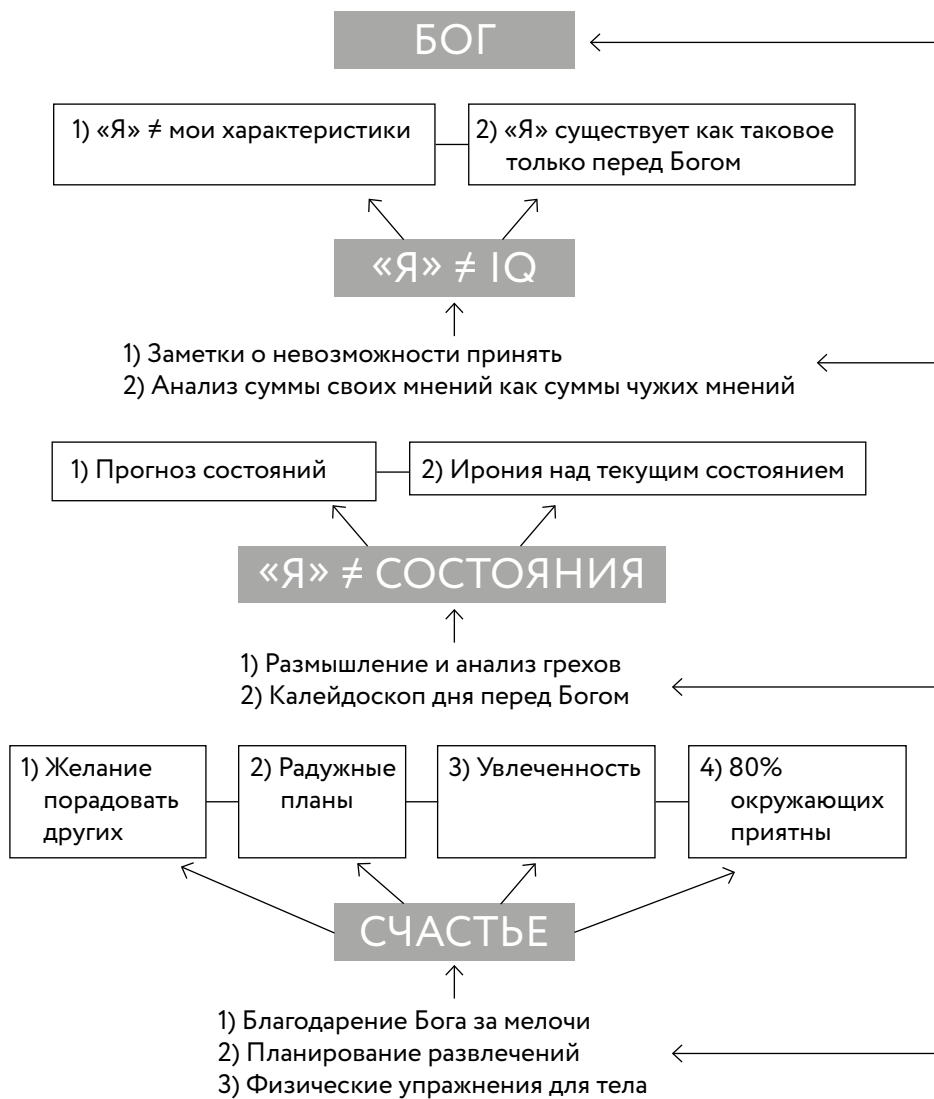 БОГ
1) «Я» ≠ мои характеристики
2) «Я» существует как таковое
только перед Богом
«Я» ≠ IQ
1) Заметки о невозможности принять
2) Анализ суммы своих мнений как суммы чужих мнений
1) Прогноз состояний
2) Ирония над текущим состоянием
«Я» ≠ СОСТОЯНИЯ
1) Размышление и анализ грехов
2) Калейдоскоп дня перед Богом
1) Желание
порадовать
других
2) Радужные
планы
3) Увлеченность
4) 80%
окружающих
приятны
СЧАСТЬЕ
1) Благодарение Бога за мелочи
2) Планирование развлечений
3) Физические упражнения для тела